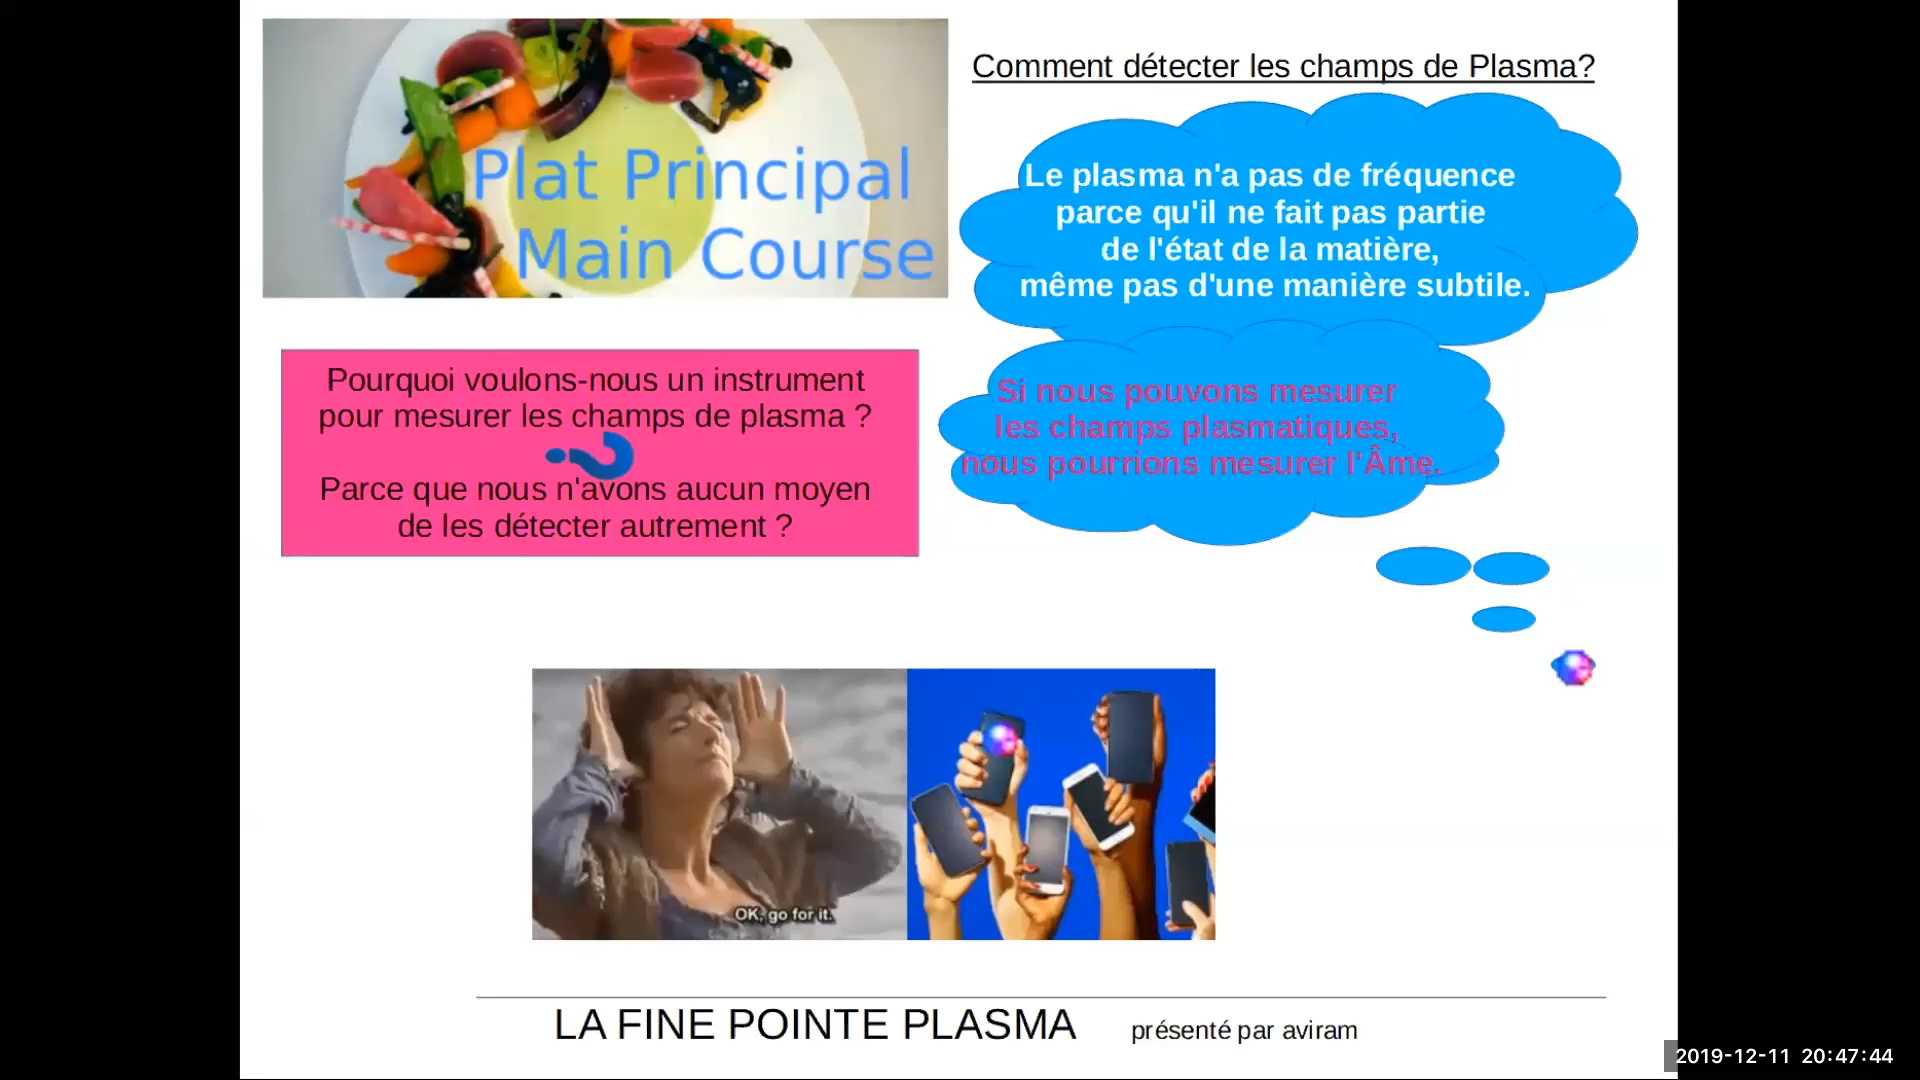 Plat Principal
Main Course
Comment détecter les champs de Plasma?
Le plasma n'a pas de fréquence
parce qu'il ne fait pas partie
de l'état de la matière,
même pas d'une manière subtile.
Pourquoi voulons-nous un instrument
pour mesurer les champs de plasma ?
?
Parce que nous n'avons aucun moyen
de les détecter autrement ?
Si nous pouvons mesurer
les champs plasmatiques,
nous pourrions mesurer l'Âme.
OK, go for it.
LA FINE POINTE PLASMA présenté par aviram
2019-12-11 20:47:44